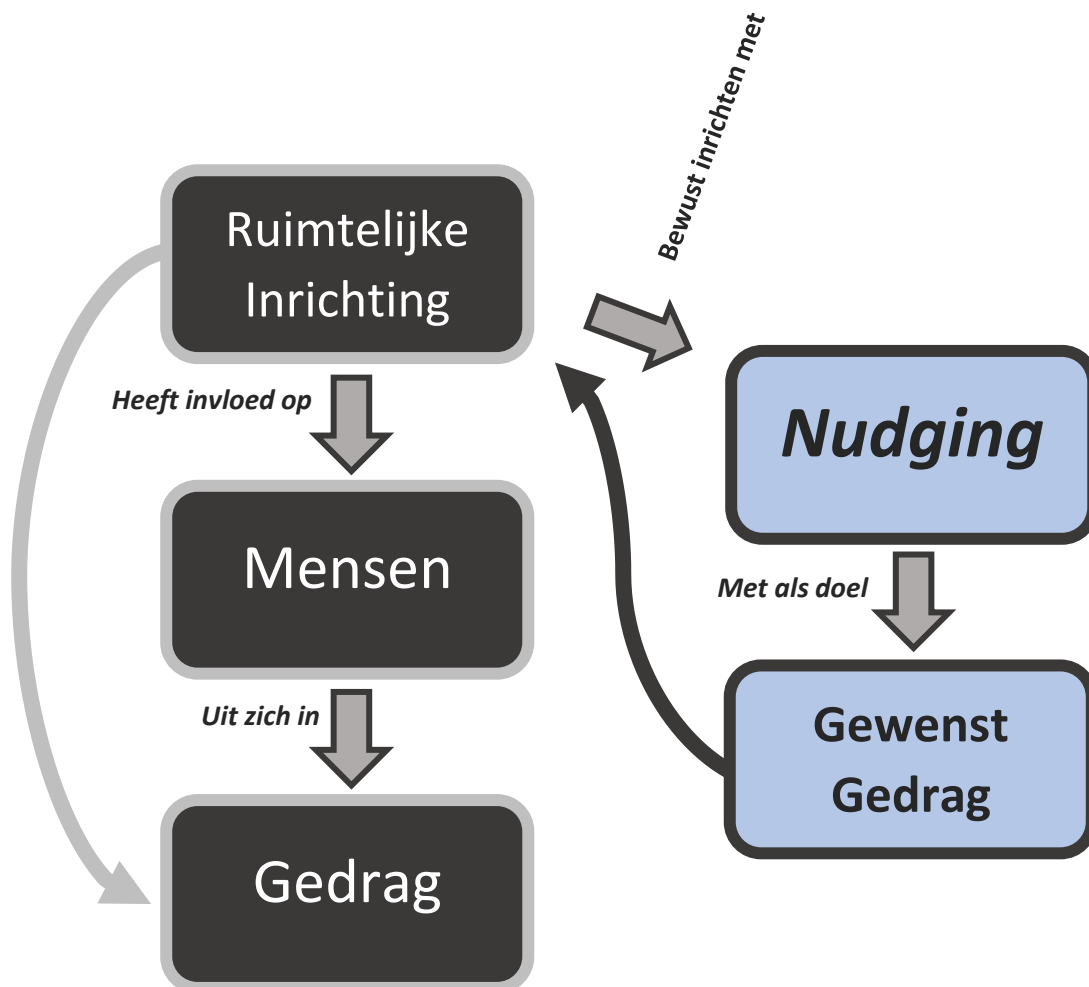 Bewust inrichten met
Ruimtelijke
Inrichting
Heeft invloed op
Nudging
Mensen
Met als doel
Uit zich in
Gewenst
Gedrag
Gedrag